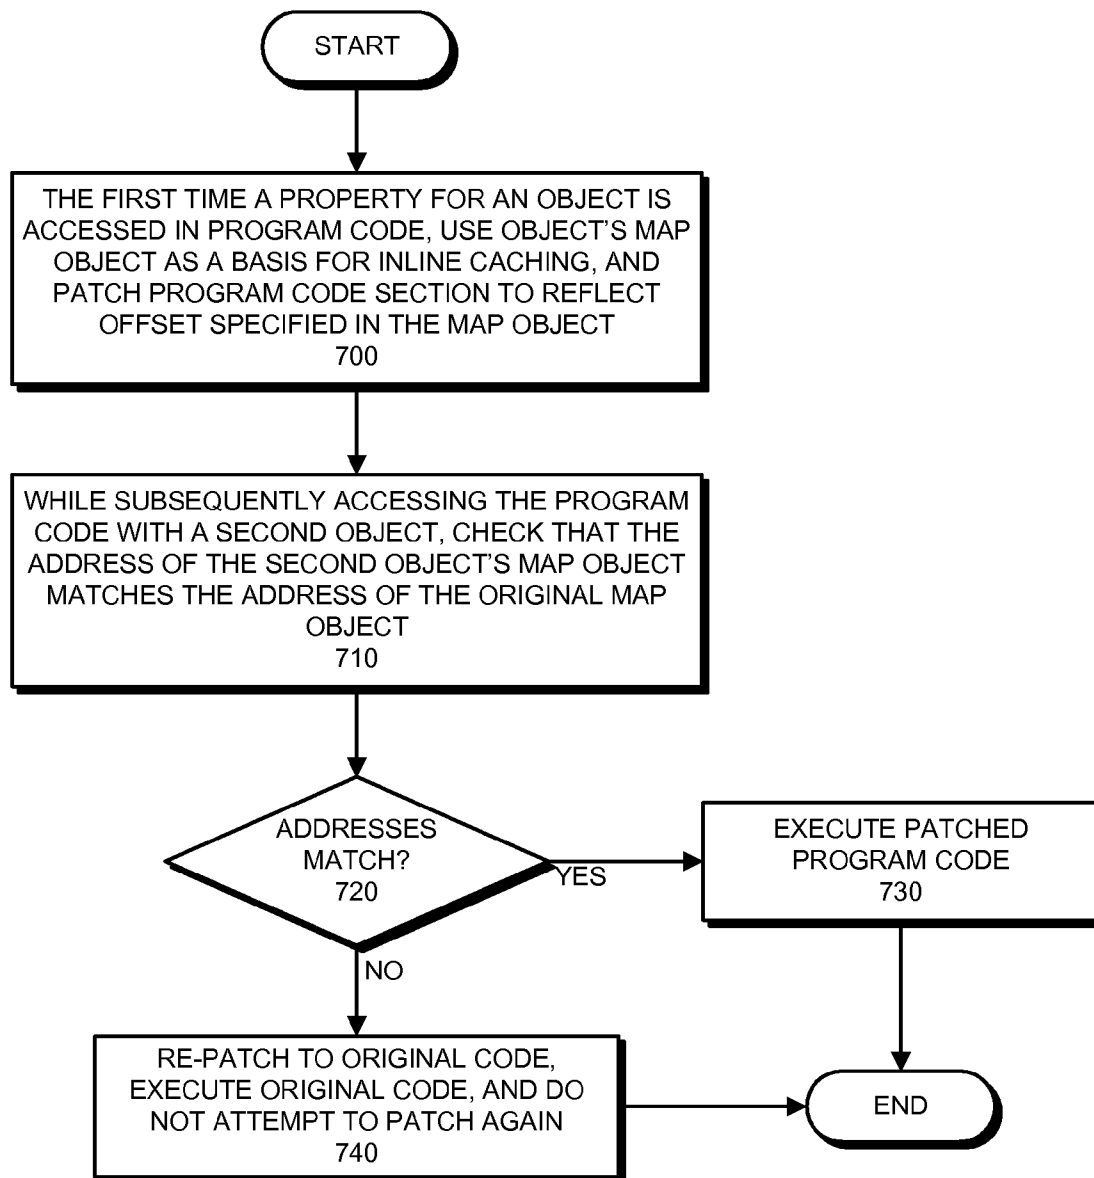 START
THE FIRST TIME A PROPERTY FOR AN OBJECT IS
ACCESSED IN PROGRAM CODE, USE OBJECT'S MAP
OBJECT AS A BASIS FOR INLINE CACHING, AND
PATCH PROGRAM CODE SECTION TO REFLECT
OFFSET SPECIFIED IN THE MAP OBJECT
700
WHILE SUBSEQUENTLY ACCESSING THE PROGRAM
CODE WITH A SECOND OBJECT, CHECK THAT THE
ADDRESS OF THE SECOND OBJECT'S MAP OBJECT
MATCHES THE ADDRESS OF THE ORIGINAL MAP
OBJECT
710
ADDRESSES
MATCH?
720
YES
EXECUTE PATCHED
PROGRAM CODE
730
NO
RE-PATCH TO ORIGINAL CODE,
EXECUTE ORIGINAL CODE, AND DO
NOT ATTEMPT TO PATCH AGAIN
740
END